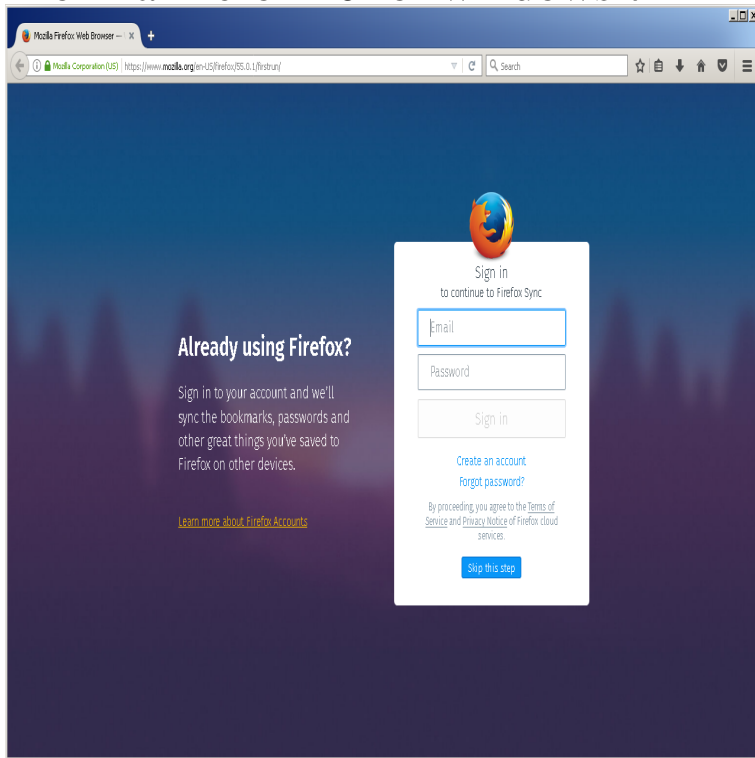 Mozilla Firefox Web Browser —
Mozilla Corporation (US) https://www.mozilla.org/en-US/firefox/55.0.1/firstrun/
Search
Sign in
to continue to Firefox Sync
Email
Already using Firefox?
Password
Sign in to your account and we'll
sync the bookmarks, passwords and
other great things you've saved to
Firefox on other devices.
Sign in
Create an account
Forgot password?
By proceeding, you agree to the Terms of
Service and Privacy Notice of Firefox cloud
services.
Learn more about Firefox Accounts
Skip this step